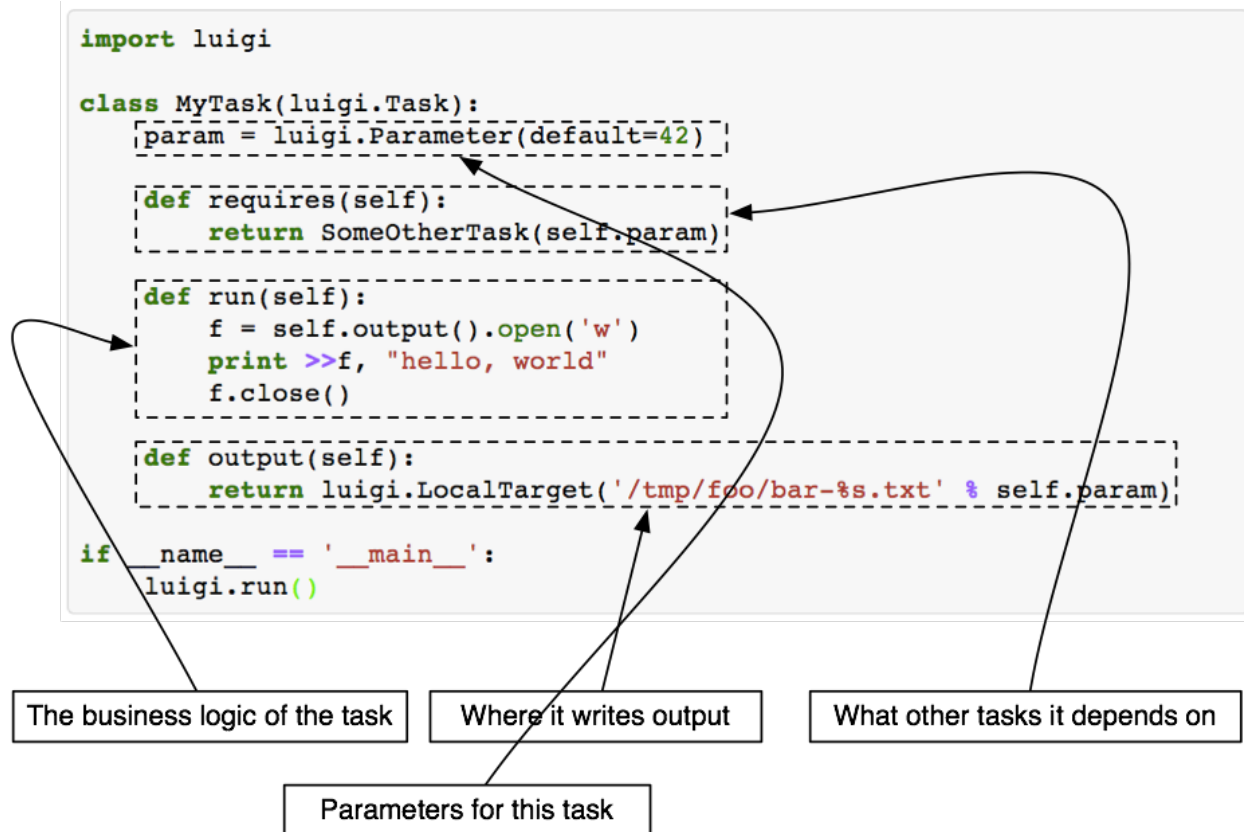 import luigi
class MyTask(luigi.Task):
param = luigi.Parameter(default=42)
def requires(self):
return SomeOtherTask(self.param)
def run(self):
f = self.output().open('w')
print >>f, "hello, world"
f.close()
def output(self):
return luigi.LocalTarget('/tmp/foo/bar-%s.txt' % self.param)
if __name__ == '__main__':
luigi.run()
The business logic of the task
Where it writes output
What other tasks it depends on
Parameters for this task